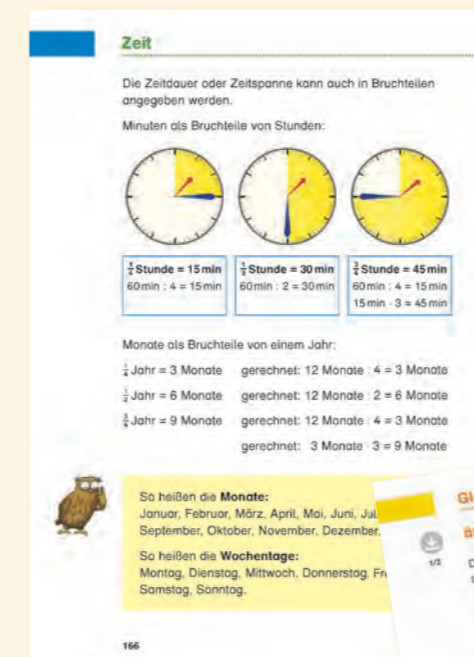 Zeit
Die Zeitdauer oder Zeitspanne kann auch in Bruchteilen
angegeben werden.
Minuten als Bruchteile von Stunden:
1/4 Stunde = 15 min
60 min : 4 = 15 min
1/2 Stunde = 30 min
60 min : 2 = 30 min
3/4 Stunde = 45 min
60 min : 4 = 15 min
15 min · 3 = 45 min
Monate als Bruchteile von einem Jahr:
1/4 Jahr = 3 Monate gerechnet: 12 Monate : 4 = 3 Monate
1/2 Jahr = 6 Monate gerechnet: 12 Monate : 2 = 6 Monate
3/4 Jahr = 9 Monate gerechnet: 12 Monate : 4 = 3 Monate
gerechnet: 3 Monate · 3 = 9 Monate
So heißen die Monate:
Januar, Februar, März, April, Mai, Juni, Jul
September, Oktober, November, Dezember.
So heißen die Wochentage:
Montag, Dienstag, Mittwoch, Donnerstag, Fre
Samstag, Sonntag.
166
Gl
1/2